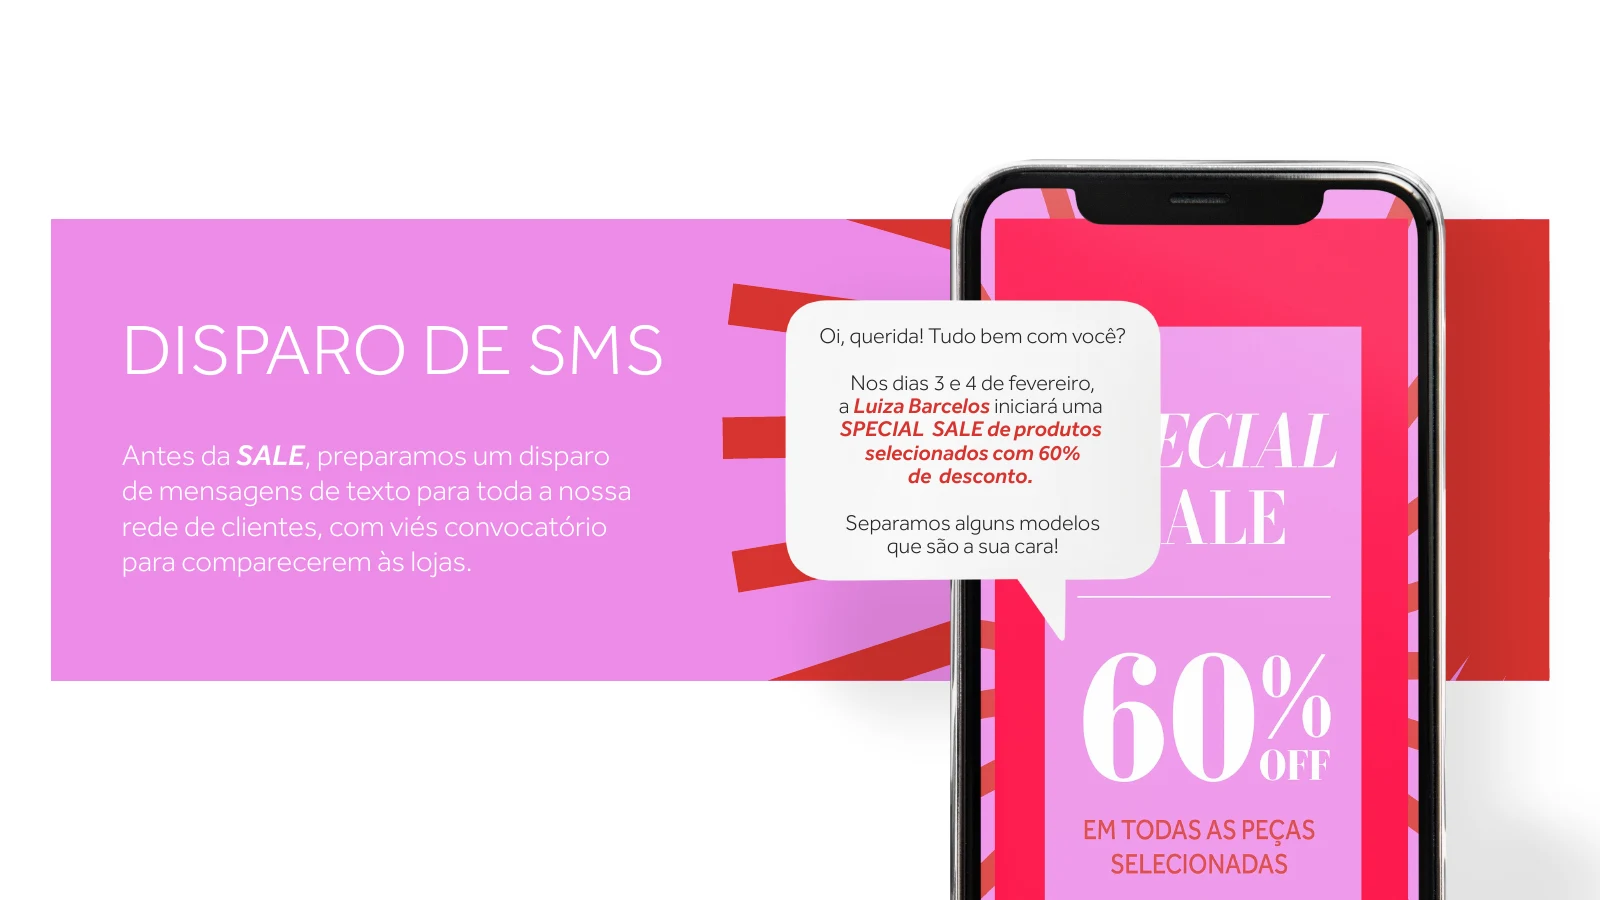 DISPARO DE SMS
Antes da SALE, preparamos um disparo
de mensagens de texto para toda a nossa
rede de clientes, com viés convocatório
para comparecerem às lojas.
Oi, querida! Tudo bem com você?
Nos dias 3 e 4 de fevereiro,
a Luiza Barcelos iniciará uma
SPECIAL SALE de produtos
selecionados com 60%
de desconto.
Separamos alguns modelos
que são a sua cara!
ECIAL
ALE
60%
OFF
EM TODAS AS PEÇAS
SELECIONADAS